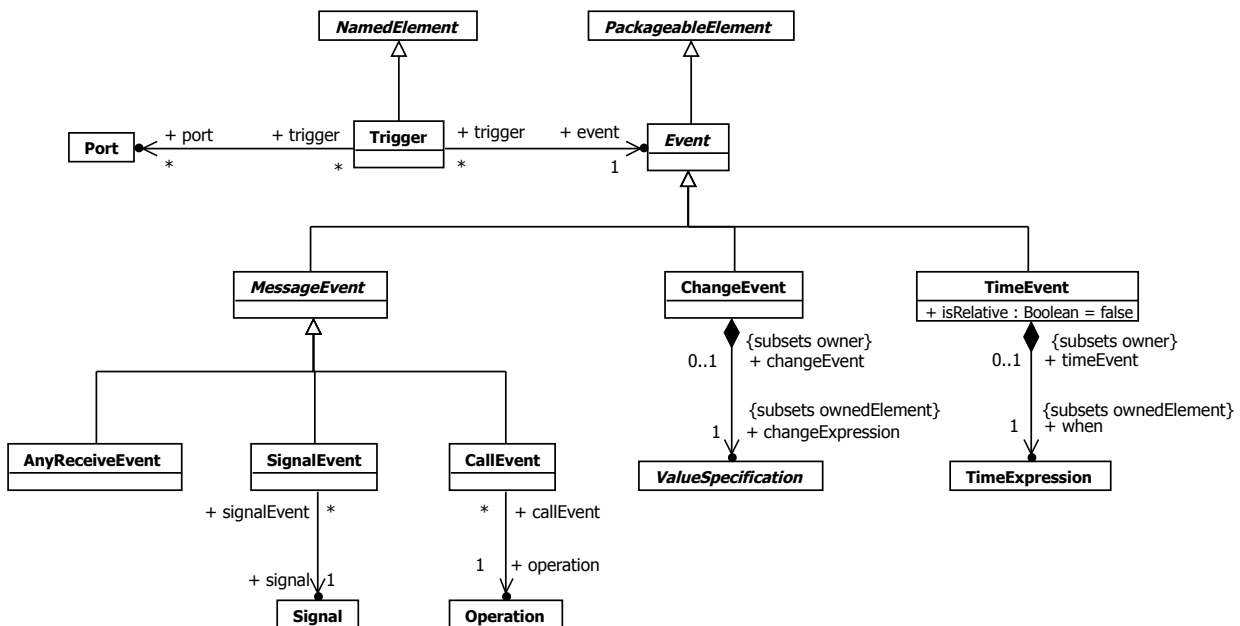 NamedElement
PackageableElement
+ port
+ trigger
Trigger
+ trigger
+ event
Port
Event
*
*
*
1
MessageEvent
ChangeEvent
TimeEvent
+ isRelative : Boolean = false
{subsets owner}
{subsets owner}
0..1
+ changeEvent
0..1
+ timeEvent
{subsets ownedElement}
{subsets ownedElement}
1
+ changeExpression
1
+ when
AnyReceiveEvent
SignalEvent
CallEvent
ValueSpecification
TimeExpression
+ signalEvent
*
*
+ callEvent
1
+ operation
+ signal
1
Signal
Operation